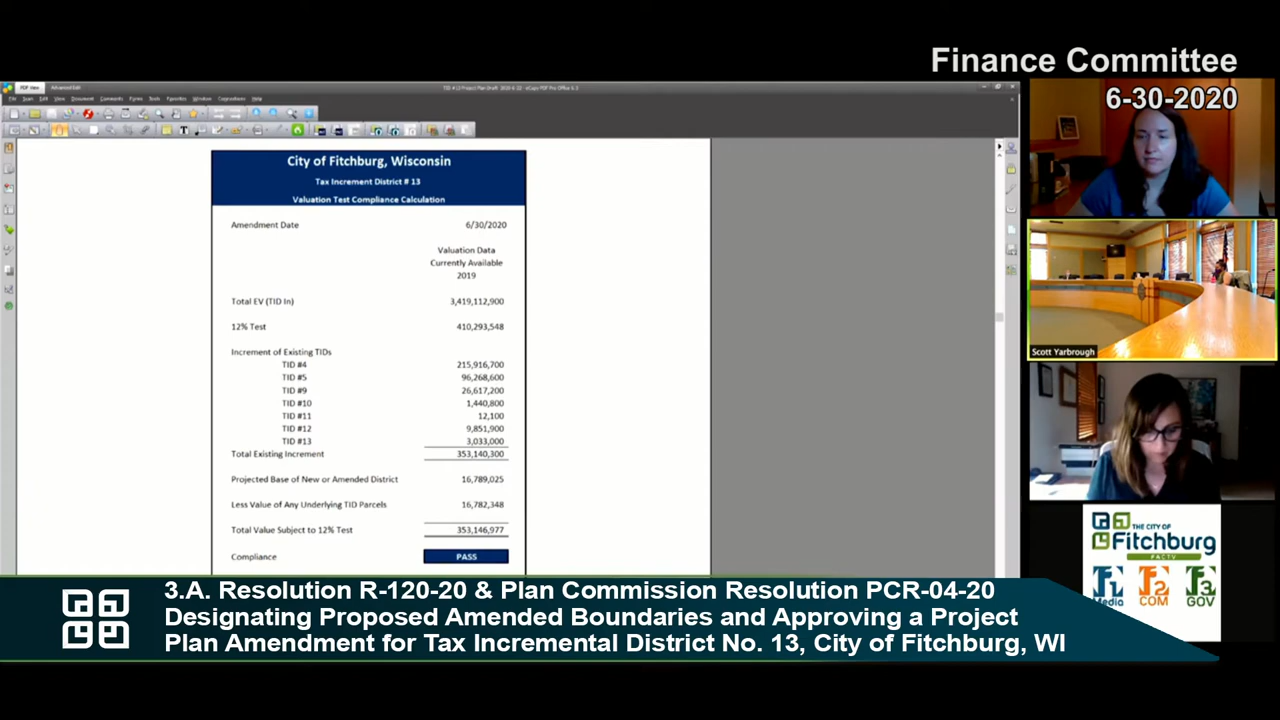 Finance Committee
6-30-2020
City of Fitchburg, Wisconsin
Tax Increment District # 13
Valuation Test Compliance Calculation
Amendment Date 6/30/2020
Valuation Data
Currently Available
2019
Total EV (TID In) 3,419,112,900
12% Test 410,293,548
Increment of Existing TIDs
TID #4 215,916,700
TID #5 96,268,600
TID #9 26,617,200
TID #10 1,440,800
TID #11 12,100
TID #12 9,851,900
TID #13 3,033,000
Total Existing Increment 353,140,300
Projected Base of New or Amended District 16,789,025
Less Value of Any Underlying TID Parcels 16,782,348
Total Value Subject to 12% Test 353,146,977
Compliance PASS
Scott Yarbrough
THE CITY OF
Fitchburg
FACTV
Media
COM
GOV
3.A. Resolution R-120-20 & Plan Commission Resolution PCR-04-20
Designating Proposed Amended Boundaries and Approving a Project
Plan Amendment for Tax Incremental District No. 13, City of Fitchburg, WI